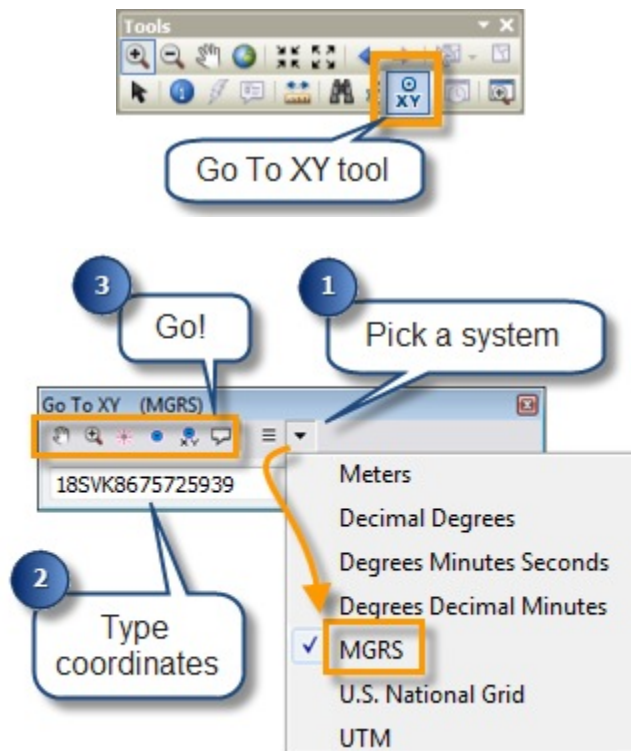 Tools
XY
Go To XY tool
3
Go!
1
Pick a system
Go To XY (MGRS)
XY
18SVK8675725939
2
Type
coordinates
Meters
Decimal Degrees
Degrees Minutes Seconds
Degrees Decimal Minutes
MGRS
U.S. National Grid
UTM